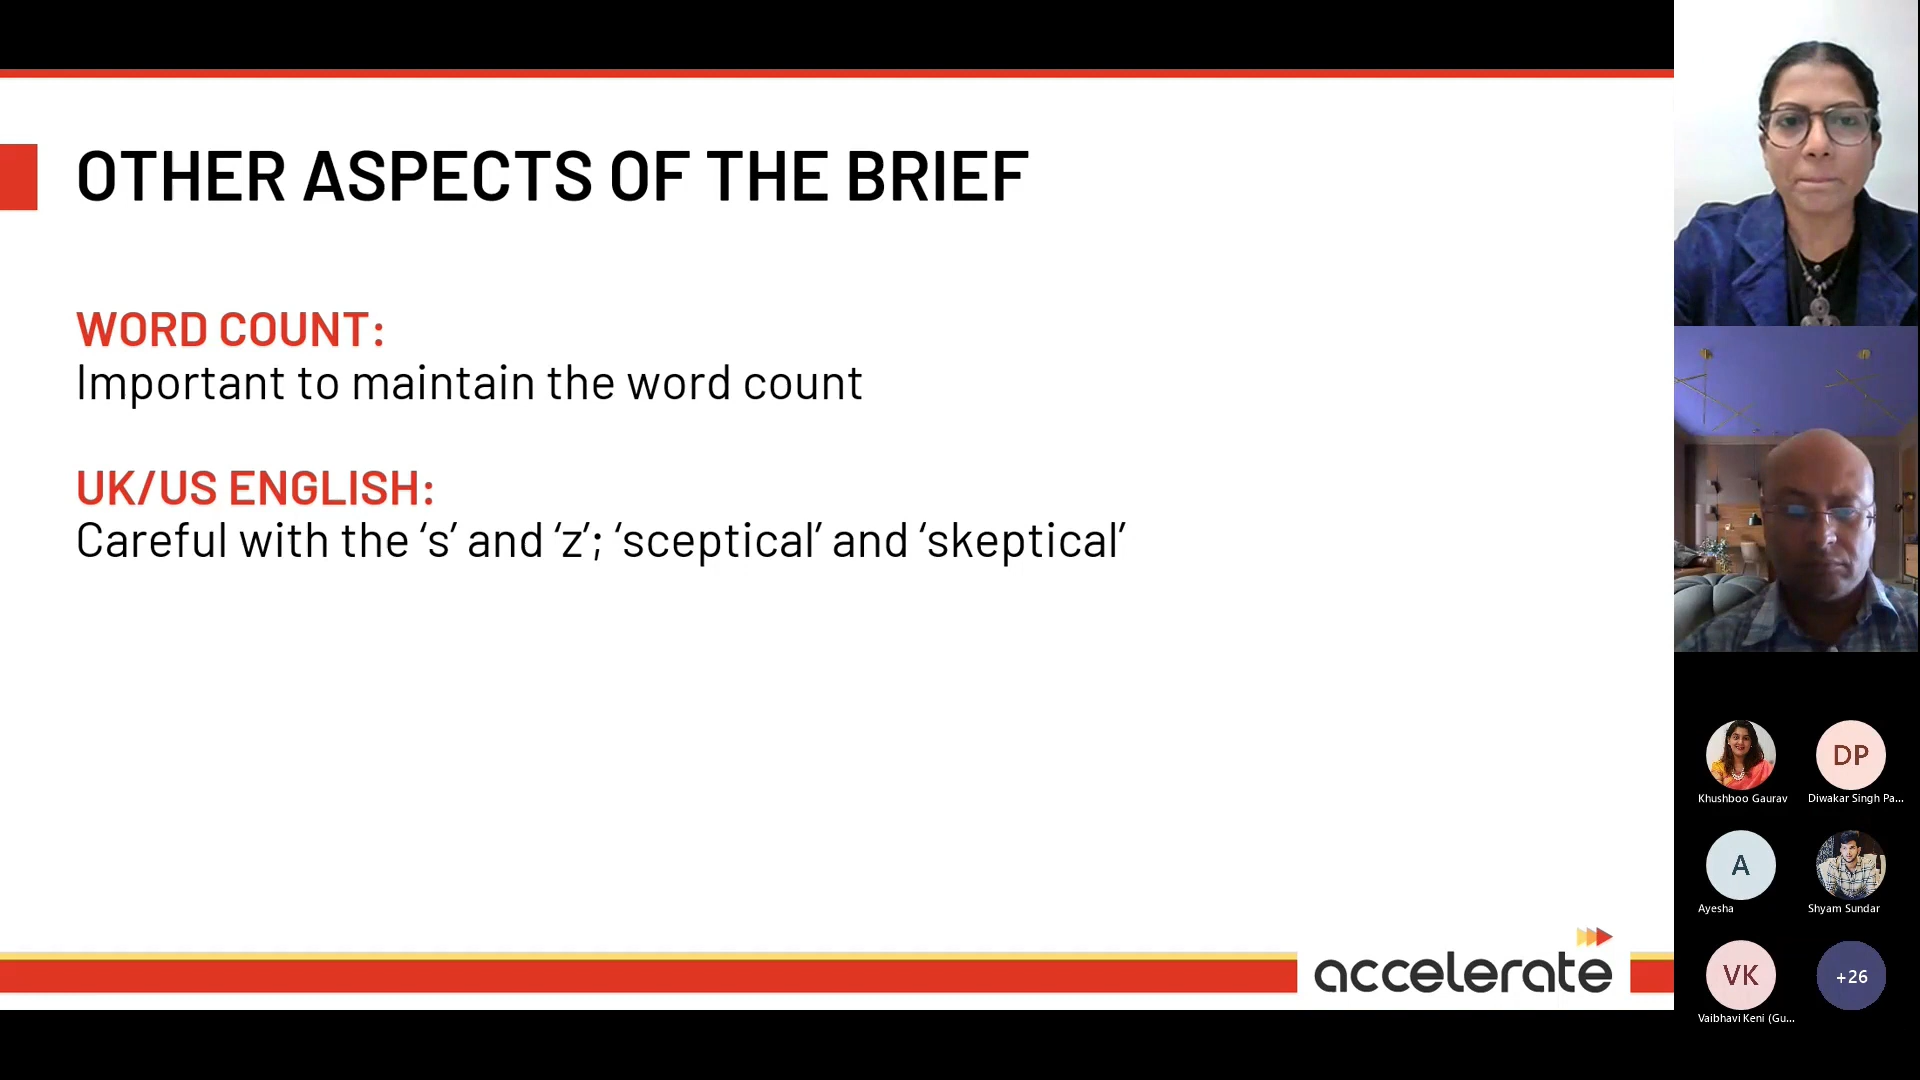 OTHER ASPECTS OF THE BRIEF
WORD COUNT:
Important to maintain the word count
UK/US ENGLISH:
Careful with the ‘s’ and ‘z’; ‘sceptical’ and ‘skeptical’
accelerate
DP
Khushboo Gaurav
Diwakar Singh Pa...
A
Ayesha
Shyam Sundar
VK
+26
Vaibhavi Keni (Gu...